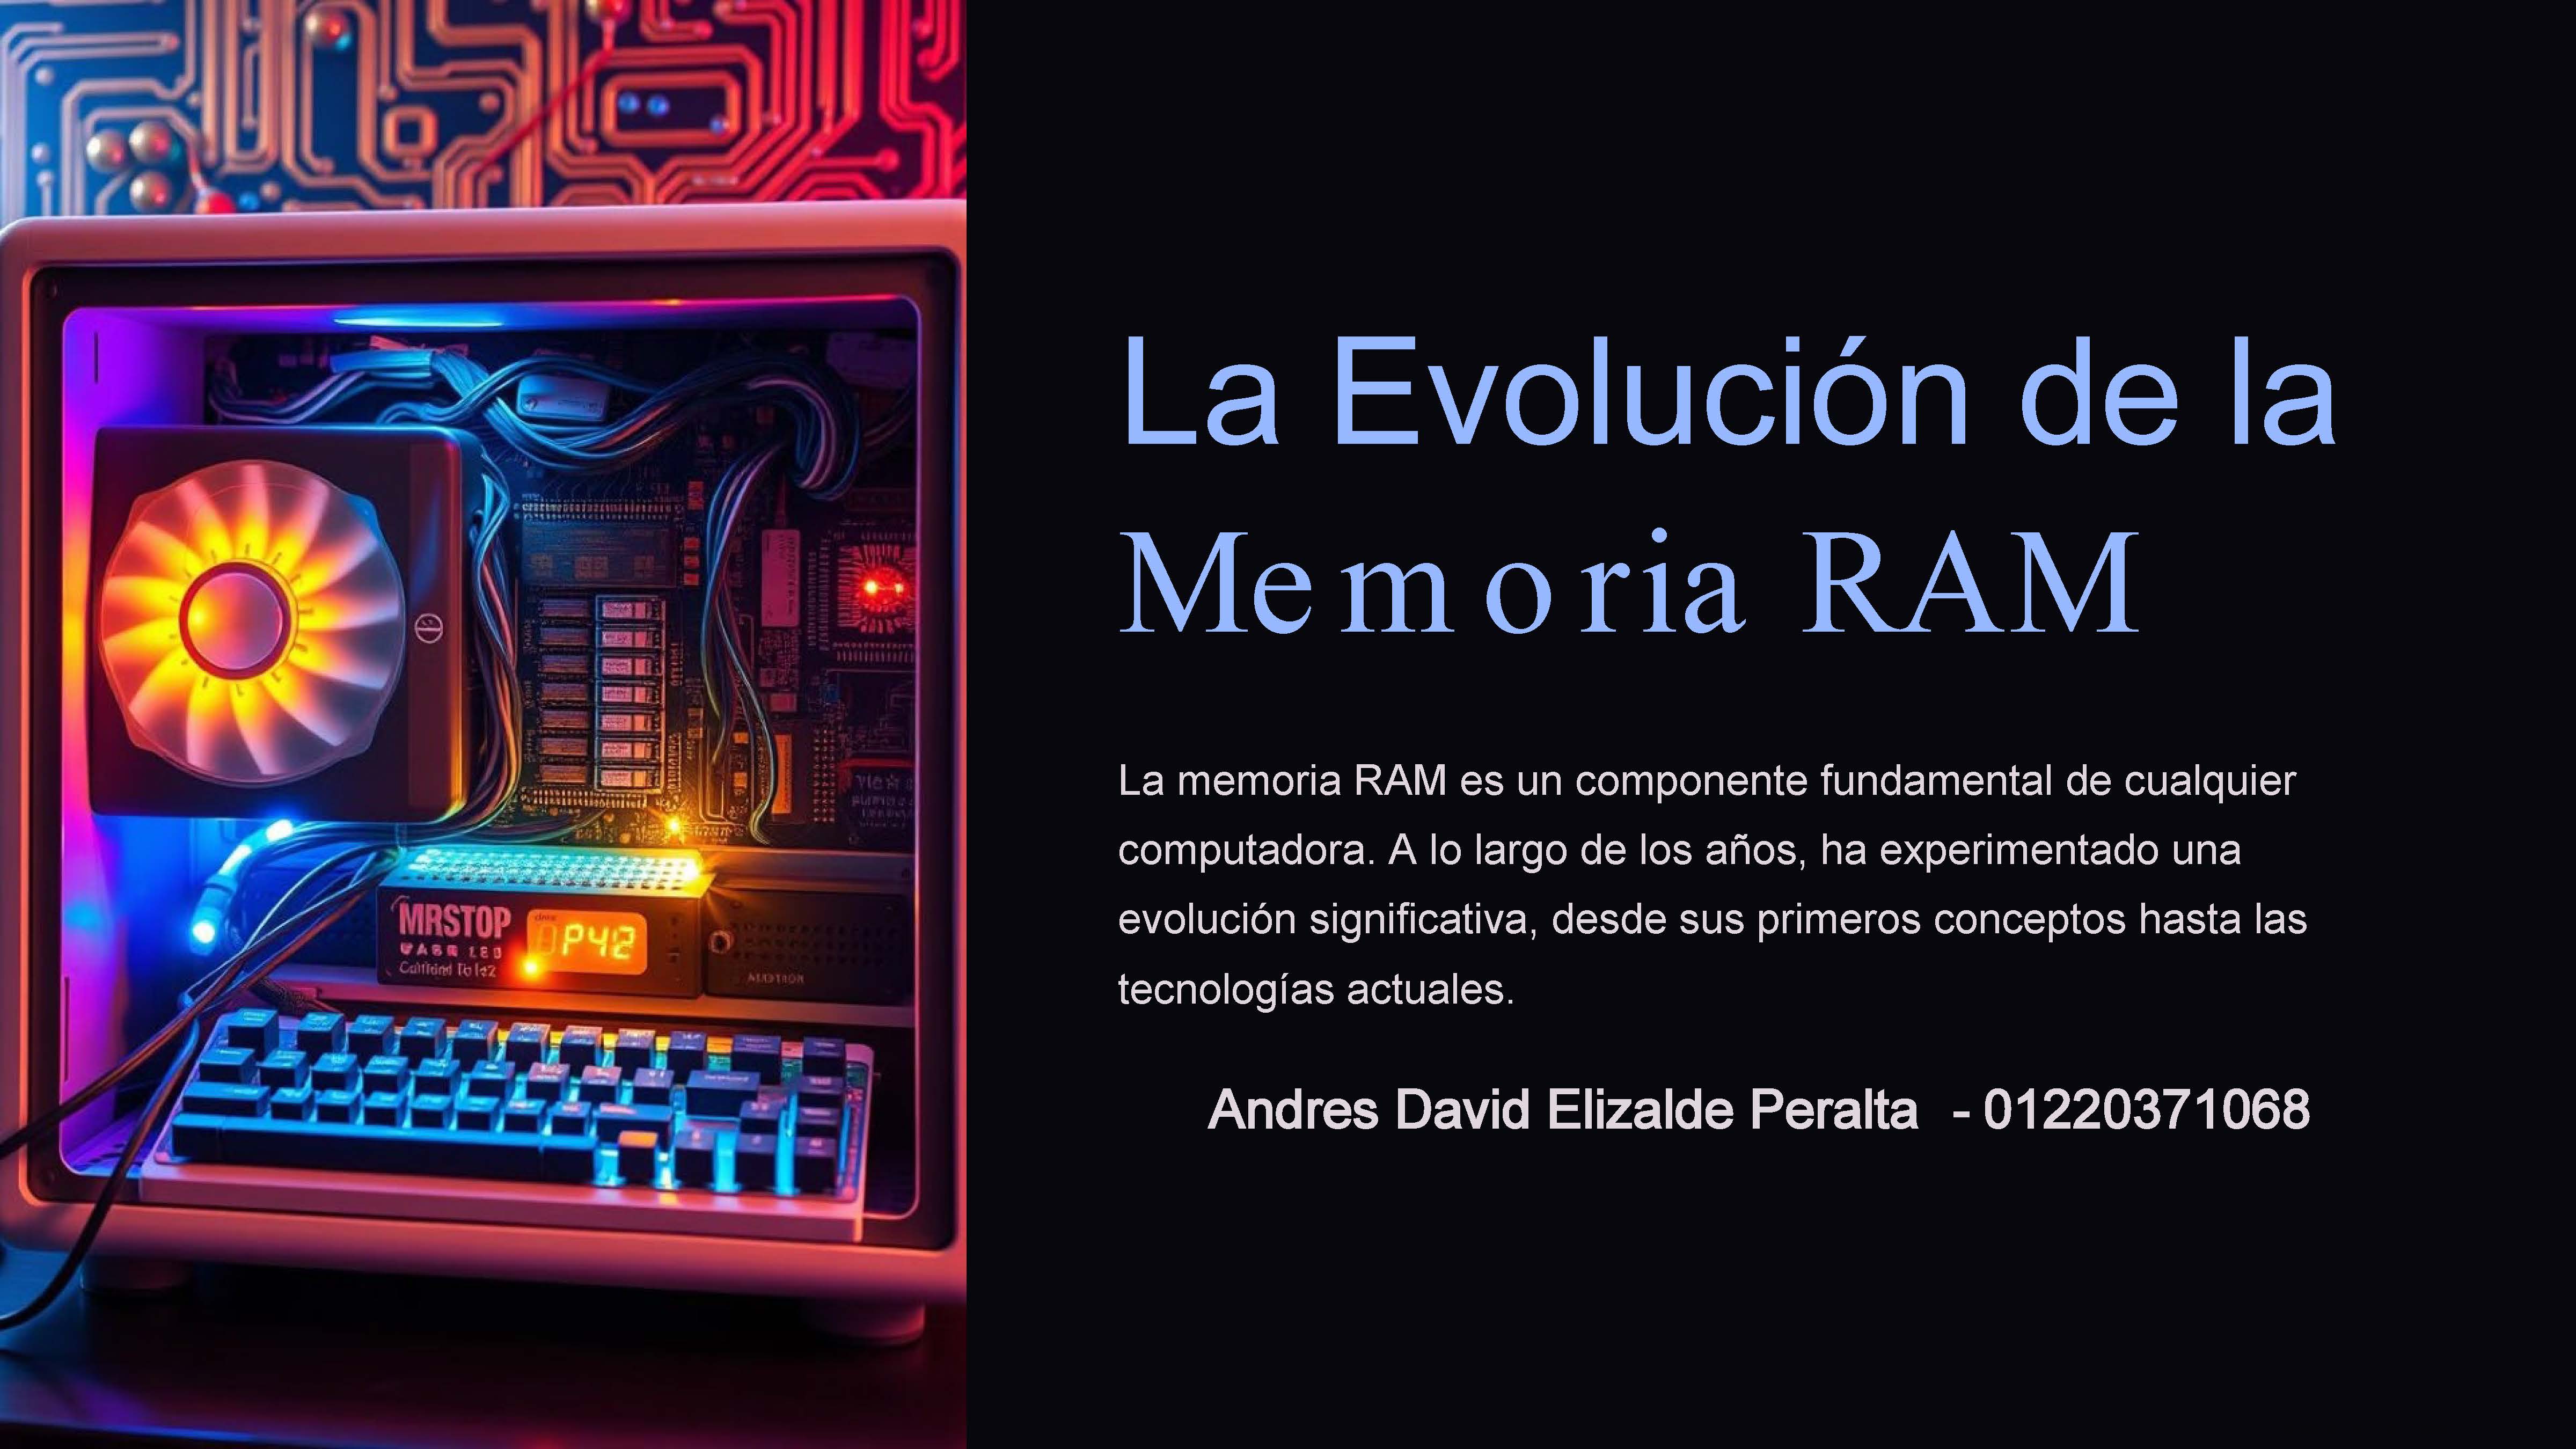 La Evolución de la
Memoria RAM
La memoria RAM es un componente fundamental de cualquier
computadora. A lo largo de los años, ha experimentado una
evolución significativa, desde sus primeros conceptos hasta las
tecnologías actuales.
Andres David Elizalde Peralta - 01220371068
MRSTOP
P42